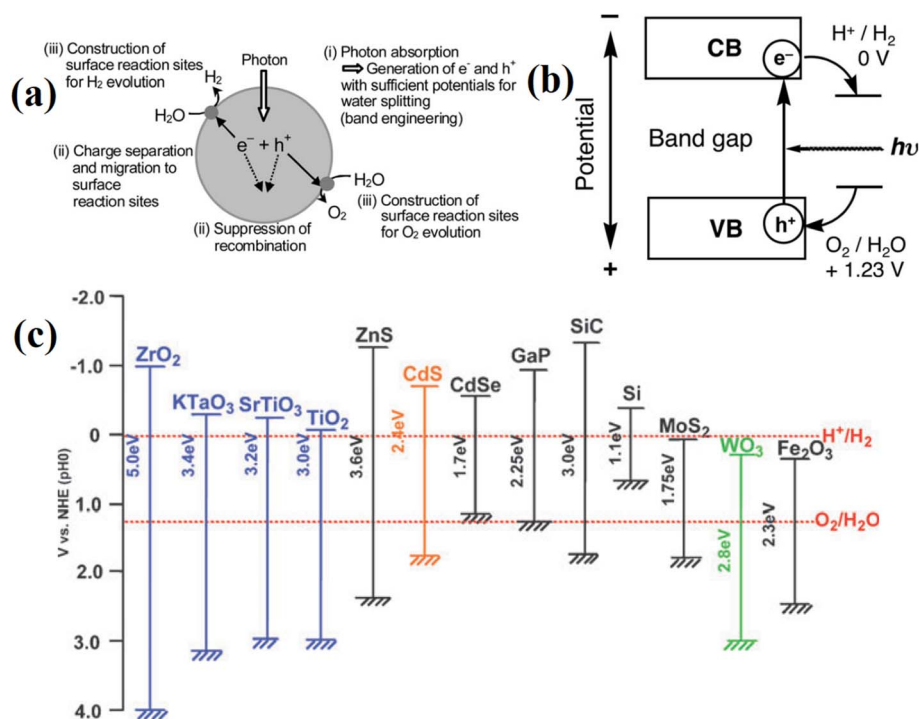 (a)
(iii) Construction of
surface reaction sites
for H₂ evolution
H₂
H₂O
Photon
(i) Photon absorption
Generation of e⁻ and h⁺
with sufficient potentials for
water splitting
(band engineering)
e⁻ + h⁺
(ii) Charge separation
and migration to
surface
reaction sites
H₂O
O₂
(iii) Construction of
surface reaction sites
for O₂ evolution
(ii) Suppression of
recombination
(b)
−
Potential
+
CB
e⁻
H⁺ / H₂
0 V
Band gap
hυ
VB
h⁺
O₂ / H₂O
+ 1.23 V
(c)
V vs. NHE (pH0)
-2.0
-1.0
0
1.0
2.0
3.0
4.0
ZrO₂
5.0eV
KTaO₃
3.4eV
SrTiO₃
3.2eV
TiO₂
3.0eV
ZnS
3.6eV
CdS
2.4eV
CdSe
1.7eV
GaP
2.25eV
SiC
3.0eV
Si
1.1eV
MoS₂
1.75eV
WO₃
2.8eV
Fe₂O₃
2.3eV
H⁺/H₂
O₂/H₂O